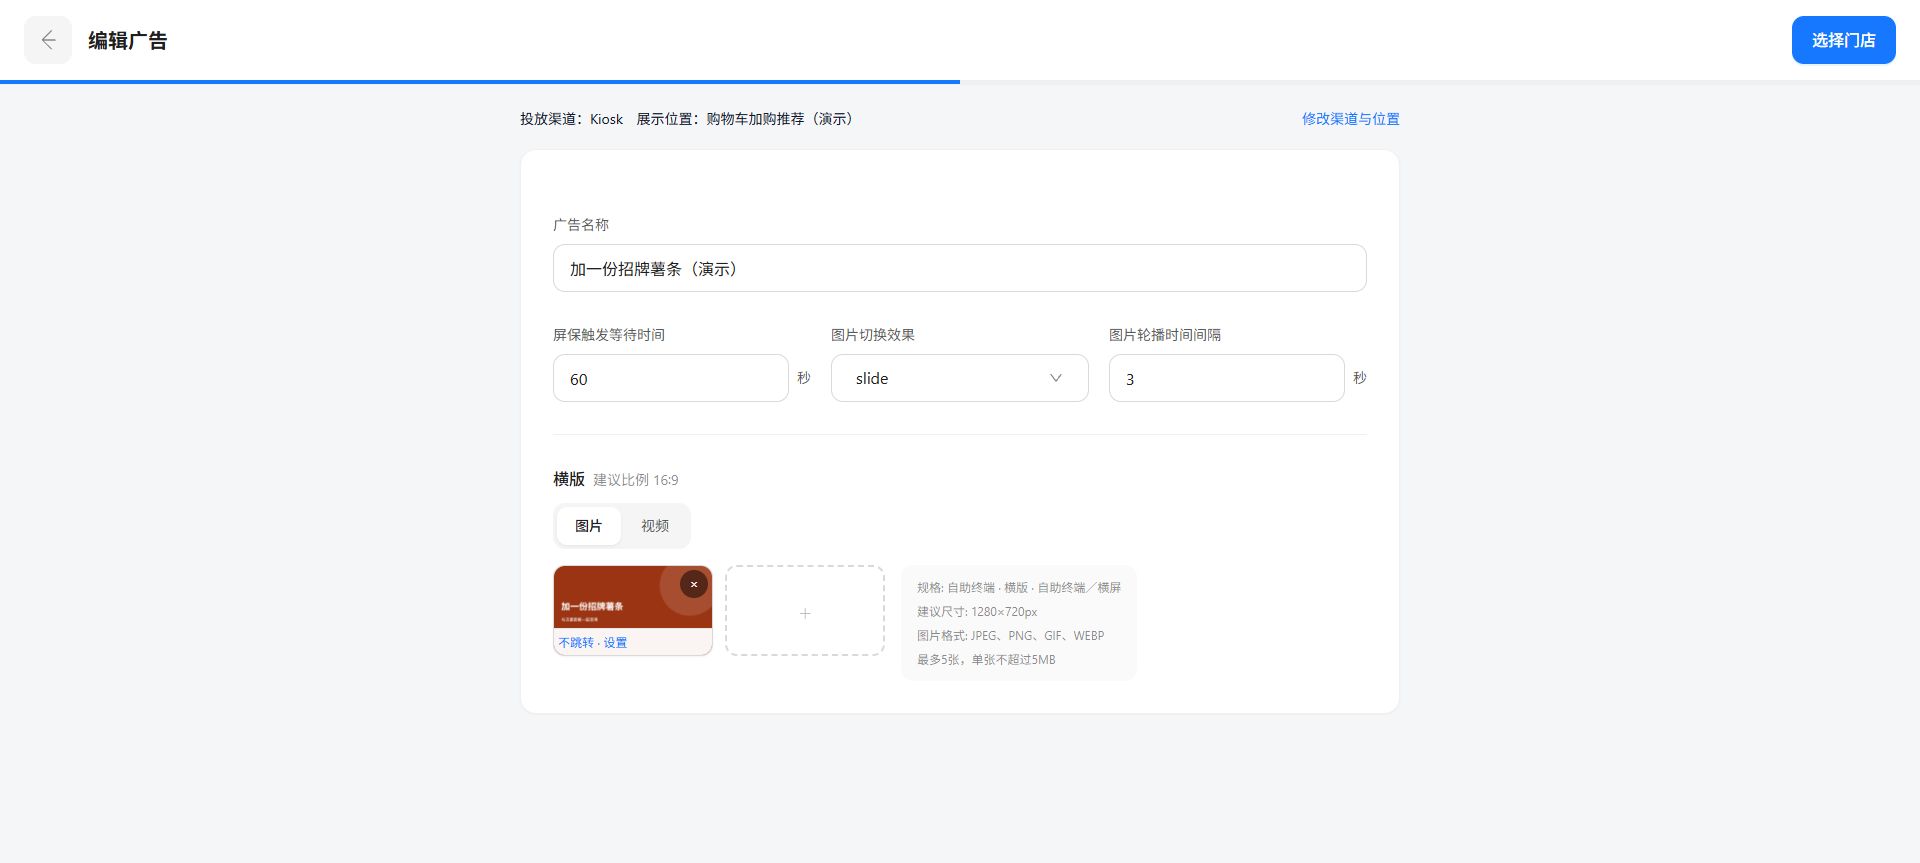 编辑广告
选择门店
投放渠道：Kiosk 展示位置：购物车加购推荐（演示）
修改渠道与位置
广告名称
加一份招牌薯条（演示）
屏保触发等待时间
图片切换效果
图片轮播时间间隔
60
秒
slide
3
秒
横版 建议比例 16:9
图片
视频
加一份招牌薯条
不跳转 · 设置
规格: 自助终端 · 横版 · 自助终端／横屏
建议尺寸: 1280×720px
图片格式: JPEG、PNG、GIF、WEBP
最多5张，单张不超过5MB